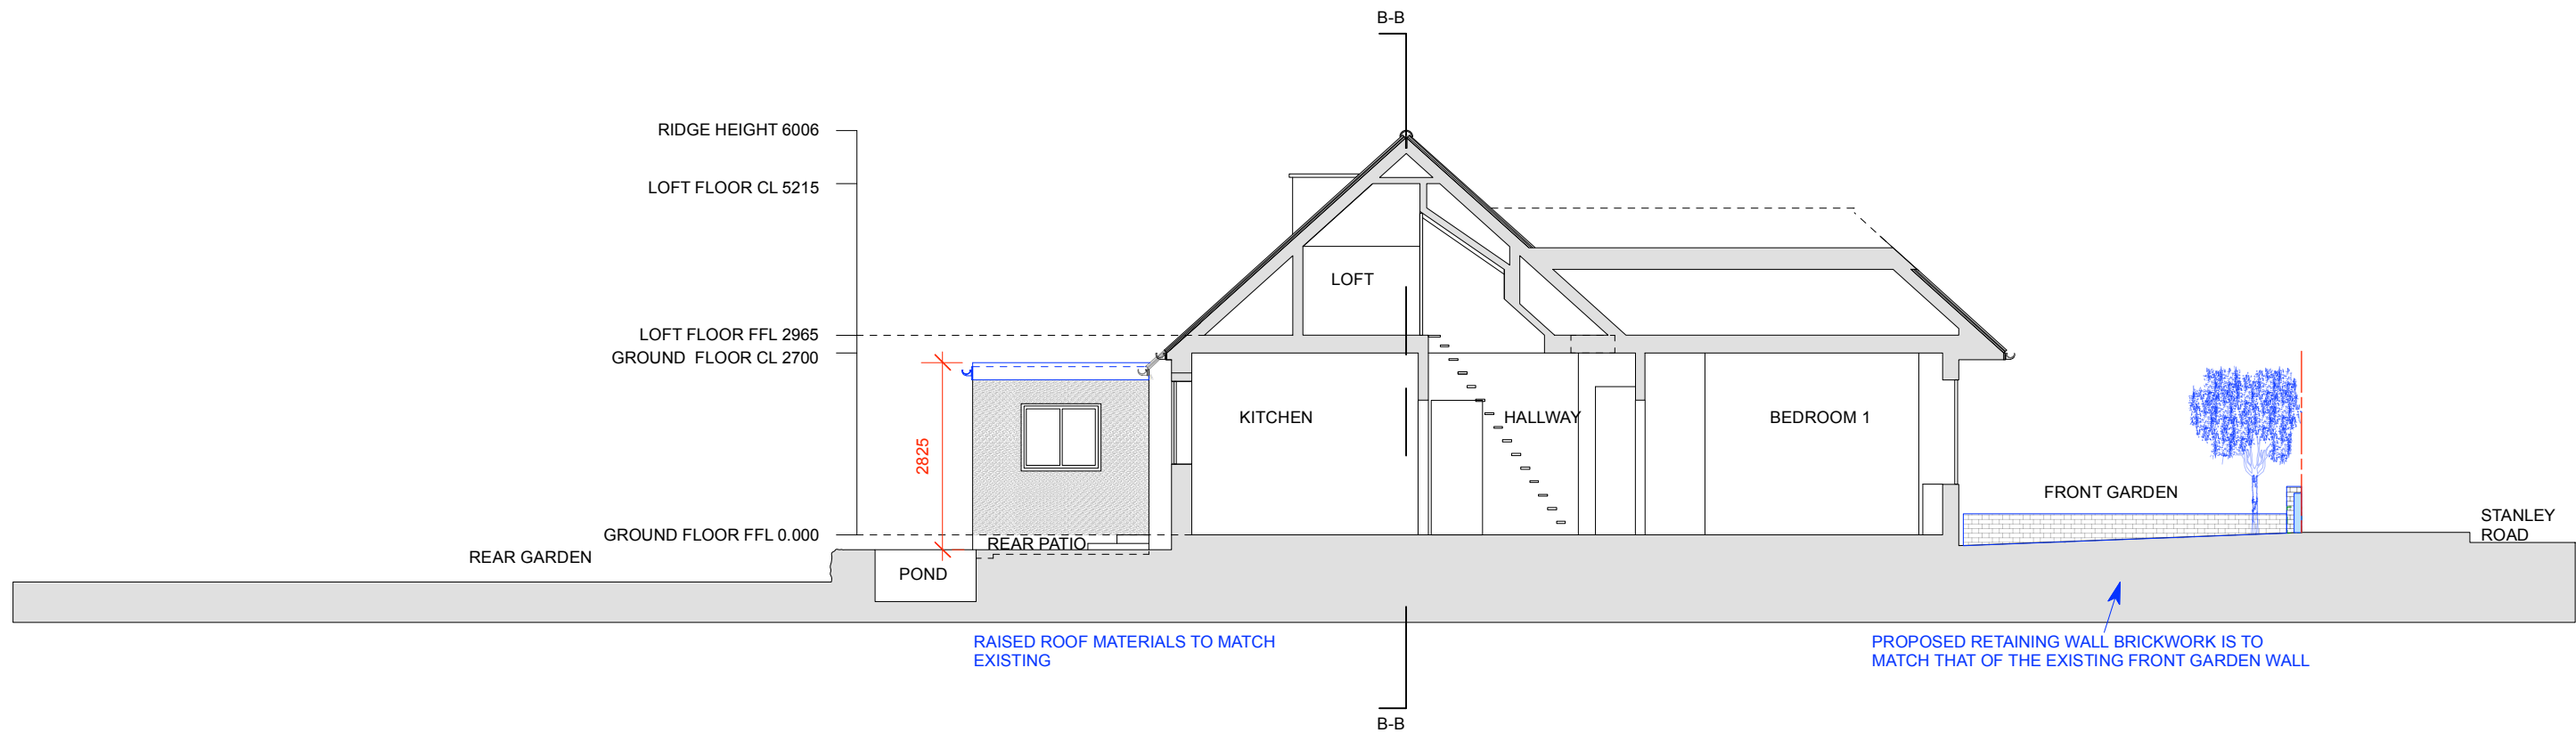 B-B
RIDGE HEIGHT 6006
LOFT FLOOR CL 5215
LOFT
LOFT FLOOR FFL 2965
GROUND FLOOR CL 2700
KITCHEN
HALLWAY
BEDROOM 1
2825
FRONT GARDEN
STANLEY
ROAD
GROUND FLOOR FFL 0.000
REAR PATIO
REAR GARDEN
POND
RAISED ROOF MATERIALS TO MATCH
EXISTING
PROPOSED RETAINING WALL BRICKWORK IS TO
MATCH THAT OF THE EXISTING FRONT GARDEN WALL
B-B